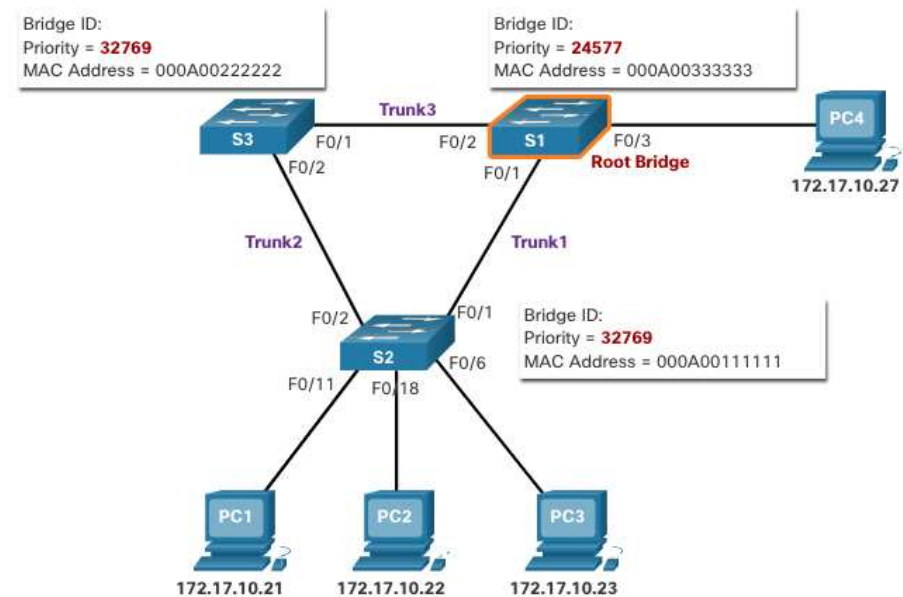 Bridge ID:
Priority = 32769
MAC Address = 000A00222222
Bridge ID:
Priority = 24577
MAC Address = 000A00333333
Trunk3
S3
F0/1
F0/2
S1
F0/3
PC4
F0/2
F0/1
Root Bridge
172.17.10.27
Trunk2
Trunk1
F0/2
F0/1
S2
F0/6
Bridge ID:
Priority = 32769
MAC Address = 000A00111111
F0/11
F0/18
PC1
PC2
PC3
172.17.10.21
172.17.10.22
172.17.10.23